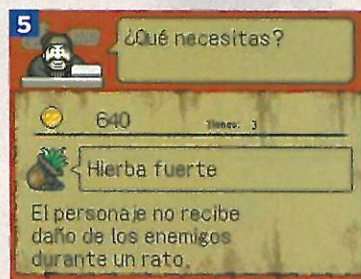 5
¿Qué necesitas?
640
Tienes: 3
Hierba fuerte
El personaje no recibe
daño de los enemigos
durante un rato.